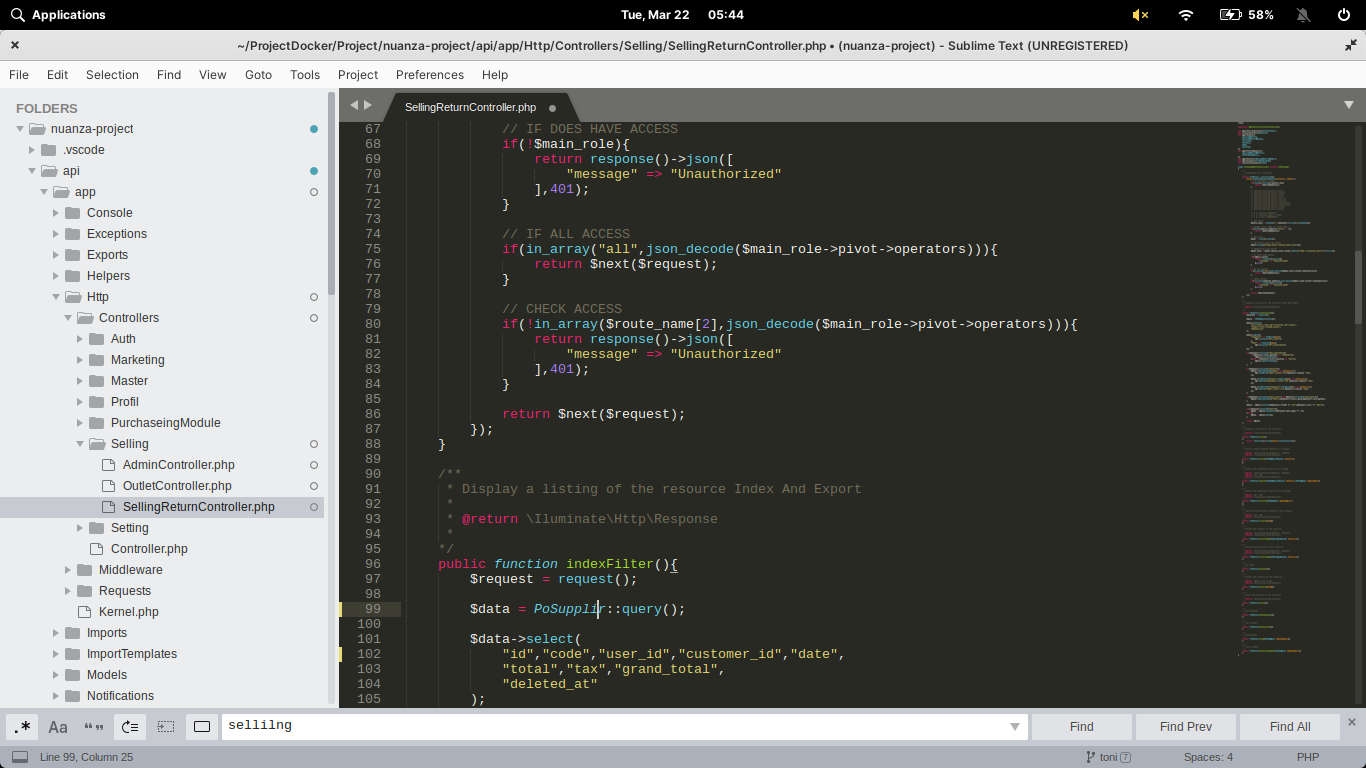 Applications
Tue, Mar 22 05:44
58%
~/ProjectDocker/Project/nuanza-project/api/app/Http/Controllers/Selling/SellingReturnController.php • (nuanza-project) - Sublime Text (UNREGISTERED)
File Edit Selection Find View Goto Tools Project Preferences Help
FOLDERS
nuanza-project
.vscode
api
app
Console
Exceptions
Exports
Helpers
Http
Controllers
Auth
Marketing
Master
Profil
PurchaseingModule
Selling
AdminController.php
OutletController.php
SellingReturnController.php
Setting
Controller.php
Middleware
Requests
Kernel.php
Imports
ImportTemplates
Models
Notifications
SellingReturnController.php
67 // IF DOES HAVE ACCESS
68 if(!$main_role){
69 return response()->json([
70 "message" => "Unauthorized"
71 ],401);
72 }
73
74 // IF ALL ACCESS
75 if(in_array("all",json_decode($main_role->pivot->operators))){
76 return $next($request);
77 }
78
79 // CHECK ACCESS
80 if(!in_array($route_name[2],json_decode($main_role->pivot->operators))){
81 return response()->json([
82 "message" => "Unauthorized"
83 ],401);
84 }
85
86 return $next($request);
87 });
88 }
89
90 /**
91 * Display a listing of the resource Index And Export
92 *
93 * @return \Iluminate\Http\Response
94 *
95 */
96 public function indexFilter(){
97 $request = request();
98
99 $data = PoSupplir::query();
100
101 $data->select(
102 "id","code","user_id","customer_id","date",
103 "total","tax","grand_total",
104 "deleted_at"
105 );
.* Aa “” sellilng Find Find Prev Find All
Line 99, Column 25 toni 7 Spaces: 4 PHP